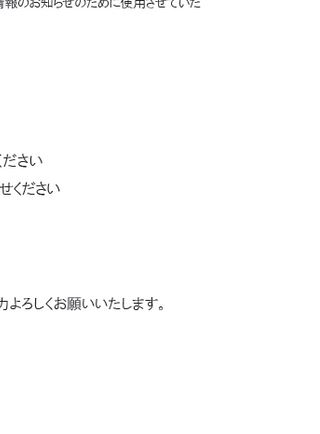 情報のお知らせのために使用させていた
ください
せください
力よろしくお願いいたします。